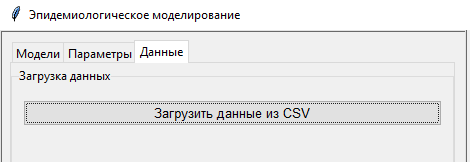 Эпидемиологическое моделирование
Модели Параметры Данные
Загрузка данных
Загрузить данные из CSV